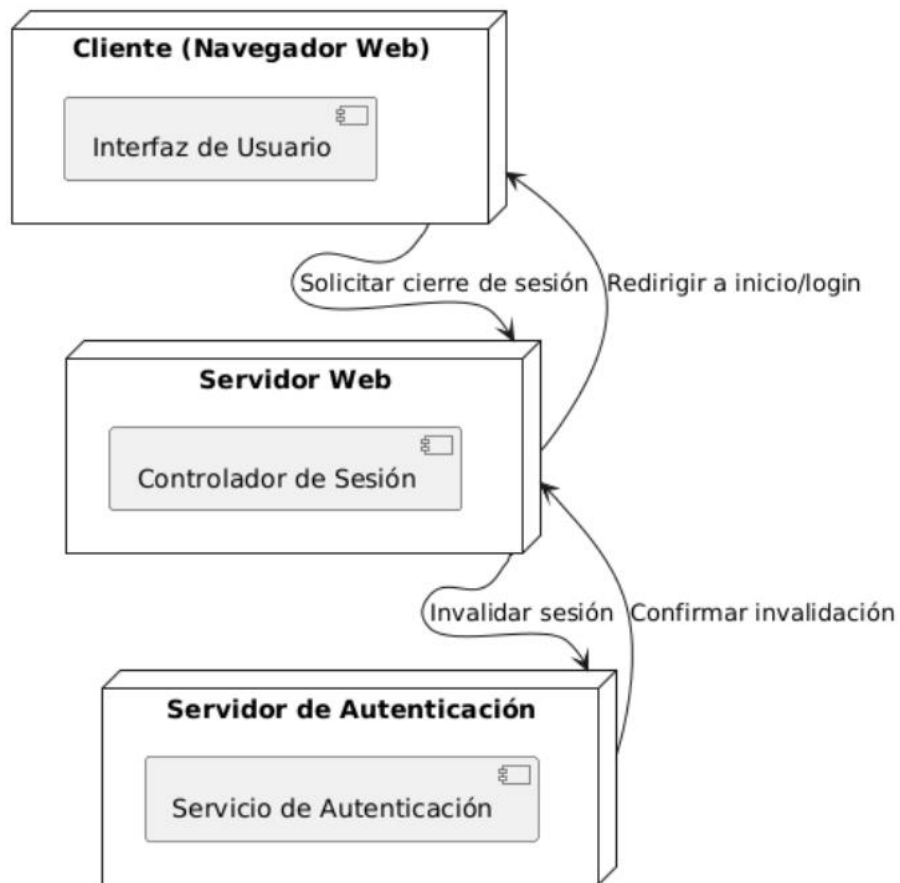 Cliente (Navegador Web)
Interfaz de Usuario
Solicitar cierre de sesión
Redirigir a inicio/login
Servidor Web
Controlador de Sesión
Invalidar sesión
Confirmar invalidación
Servidor de Autenticación
Servicio de Autenticación